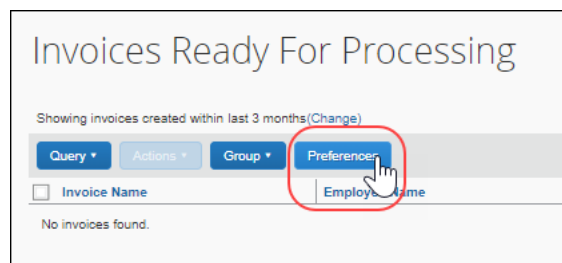 Invoices Ready For Processing
Showing invoices created within last 3 months(Change)
Query Actions Group Preferences
Invoice Name Employee Name
No invoices found.